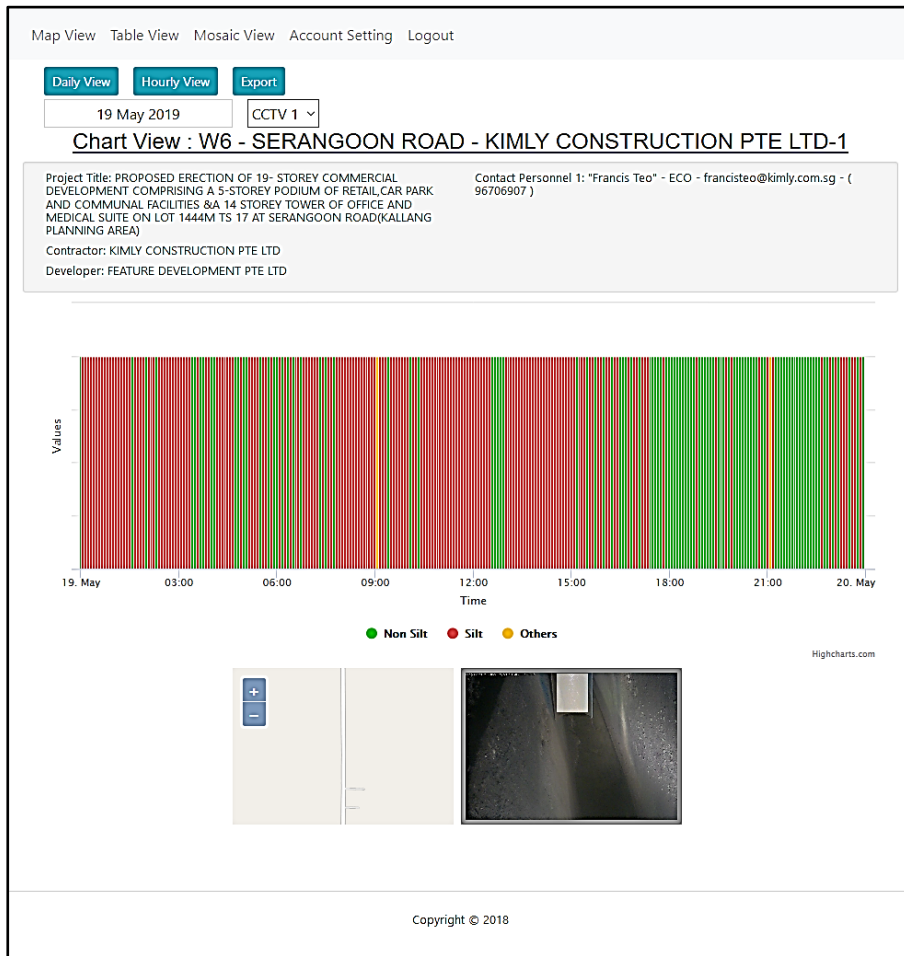 Map View Table View Mosaic View Account Setting Logout
Daily View Hourly View Export
19 May 2019 CCTV 1
Chart View : W6 - SERANGOON ROAD - KIMLY CONSTRUCTION PTE LTD-1
Project Title: PROPOSED ERECTION OF 19- STOREY COMMERCIAL
DEVELOPMENT COMPRISING A 5-STOREY PODIUM OF RETAIL,CAR PARK
AND COMMUNAL FACILITIES &A 14 STOREY TOWER OF OFFICE AND
MEDICAL SUITE ON LOT 1444M TS 17 AT SERANGOON ROAD(KALLANG
PLANNING AREA)
Contractor: KIMLY CONSTRUCTION PTE LTD
Developer: FEATURE DEVELOPMENT PTE LTD
Contact Personnel 1: "Francis Teo" - ECO - francisteo@kimly.com.sg - (
96706907 )
Values
19. May 03:00 06:00 09:00 12:00 15:00 18:00 21:00 20. May
Time
Non Silt Silt Others
Highcharts.com
+
−
Copyright © 2018